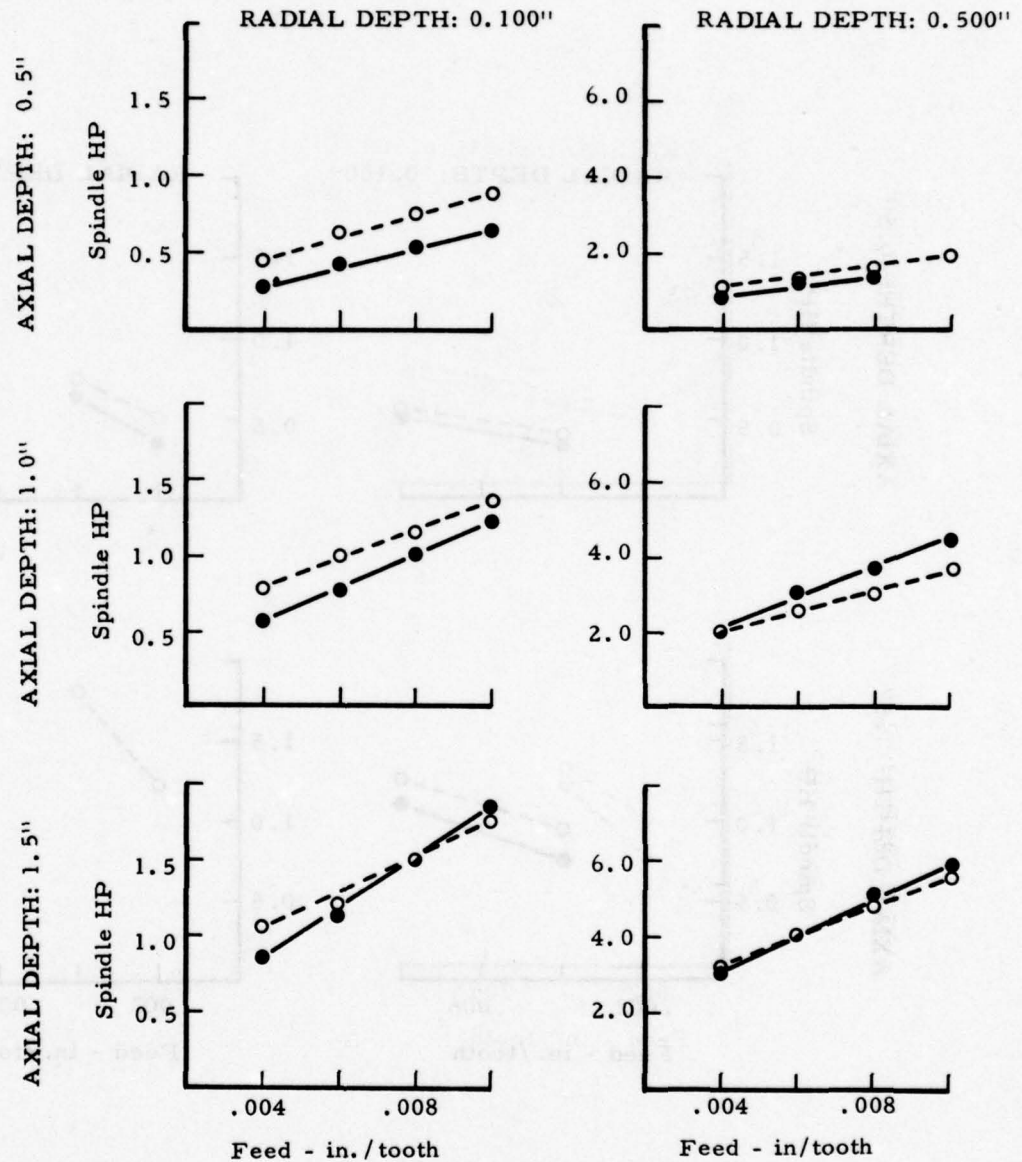 RADIAL DEPTH: 0.100"
RADIAL DEPTH: 0.500"
AXIAL DEPTH: 0.5"
Spindle HP
1.5
1.0
0.5
6.0
4.0
2.0
AXIAL DEPTH: 1.0"
Spindle HP
1.5
1.0
0.5
6.0
4.0
2.0
AXIAL DEPTH: 1.5"
Spindle HP
1.5
1.0
0.5
6.0
4.0
2.0
.004 .008
Feed - in./tooth
.004 .008
Feed - in/tooth